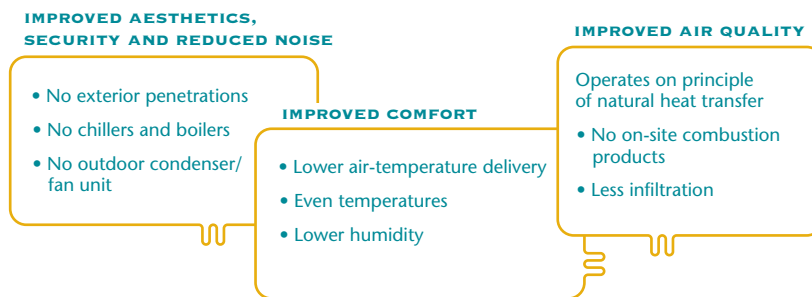 IMPROVED AESTHETICS,
SECURITY AND REDUCED NOISE
• No exterior penetrations
• No chillers and boilers
• No outdoor condenser/
fan unit
IMPROVED COMFORT
• Lower air-temperature delivery
• Even temperatures
• Lower humidity
IMPROVED AIR QUALITY
Operates on principle
of natural heat transfer
• No on-site combustion
products
• Less infiltration